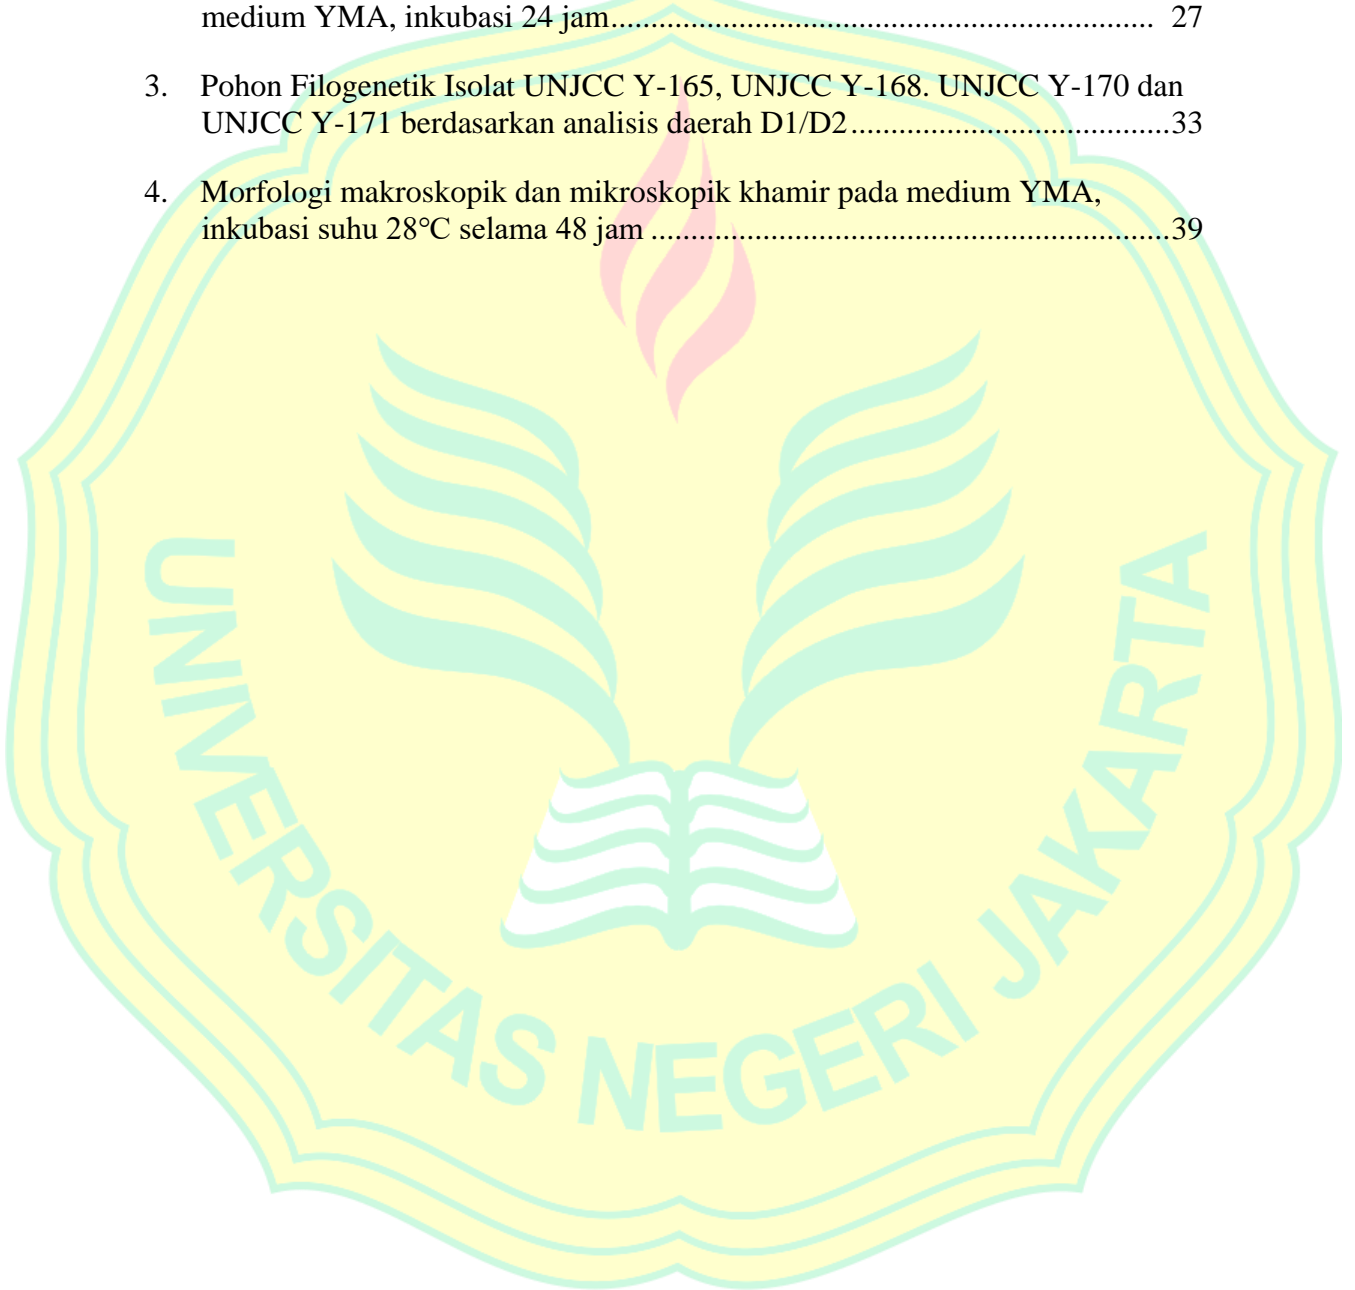 medium YMA, inkubasi 24 jam.................................................................... 27
3. Pohon Filogenetik Isolat UNJCC Y-165, UNJCC Y-168. UNJCC Y-170 dan
UNJCC Y-171 berdasarkan analisis daerah D1/D2..................................33
4. Morfologi makroskopik dan mikroskopik khamir pada medium YMA,
inkubasi suhu 28°C selama 48 jam .......................................................39
UNIVERSITAS NEGERI JAKARTA